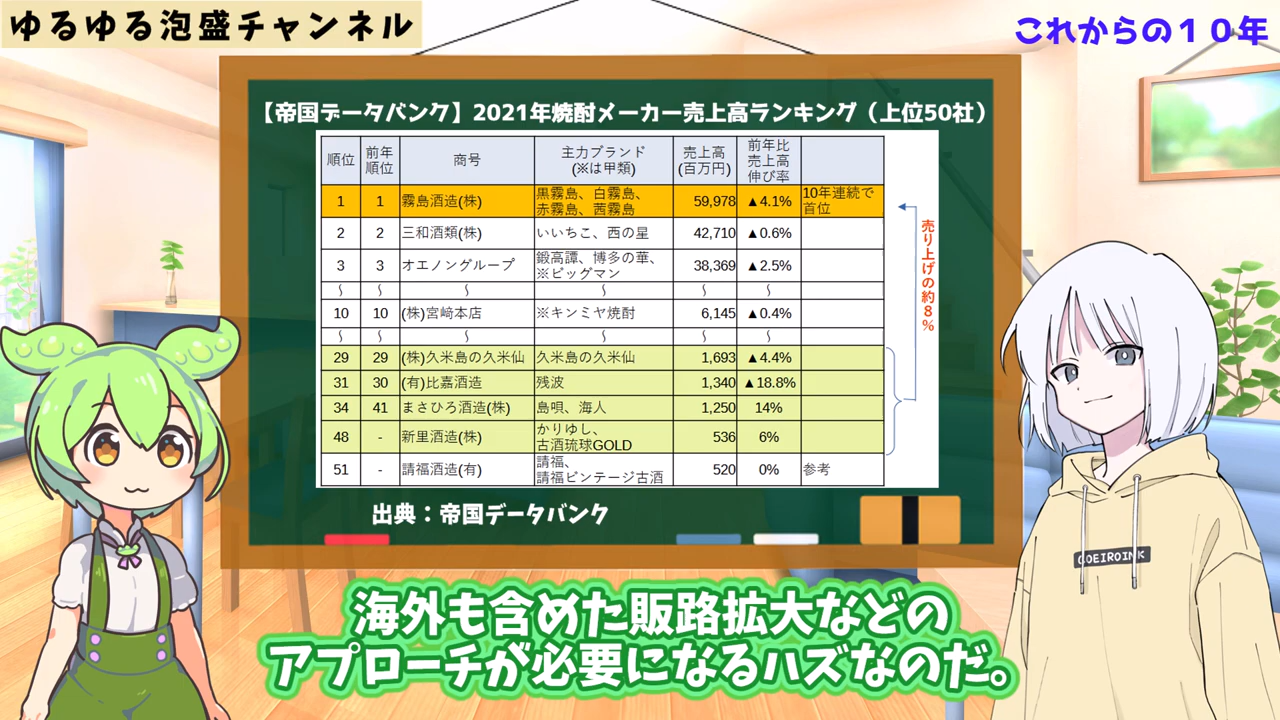 ゆるゆる泡盛チャンネル
これからの１０年
【帝国データバンク】2021年焼酎メーカー売上高ランキング（上位50社）
順位 前年順位 商号 主力ブランド(※は甲類) 売上高(百万円) 前年比売上高伸び率
1 1 霧島酒造(株) 黒霧島、白霧島、赤霧島、茜霧島 59,978 ▲4.1% 10年連続で首位
2 2 三和酒類(株) いいちこ、西の星 42,710 ▲0.6%
3 3 オエノングループ 鍛高譚、博多の華、※ビッグマン 38,369 ▲2.5%
～ ～ ～ ～ ～ ～
10 10 (株)宮崎本店 ※キンミヤ焼酎 6,145 ▲0.4%
～ ～ ～ ～ ～ ～
29 29 (株)久米島の久米仙 久米島の久米仙 1,693 ▲4.4%
31 30 (有)比嘉酒造 残波 1,340 ▲18.8%
34 41 まさひろ酒造(株) 島唄、海人 1,250 14%
48 - 新里酒造(株) かりゆし、古酒琉球GOLD 536 6%
51 - 請福酒造(有) 請福、請福ビンテージ古酒 520 0% 参考
売り上げの約８％
出典：帝国データバンク
COEIROINK
海外も含めた販路拡大などの
アプローチが必要になるハズなのだ。